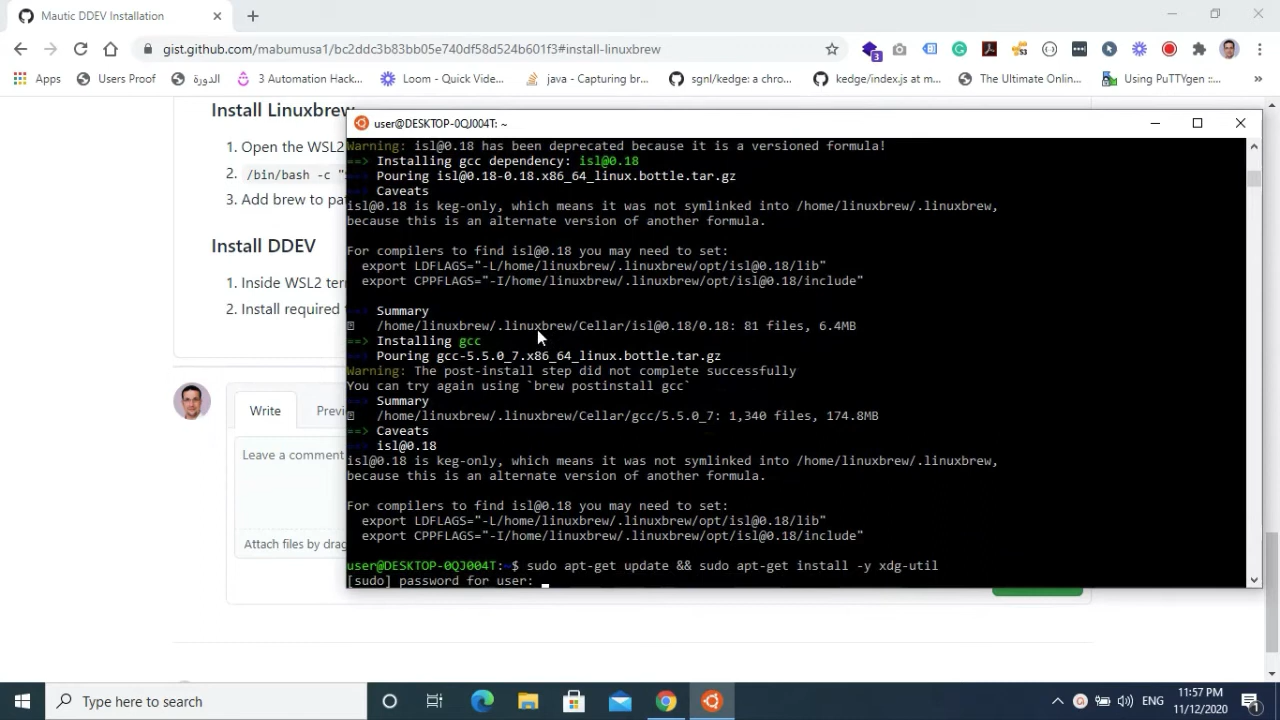 Mautic DDEV Installation
gist.github.com/mabumusa1/bc2ddc3b83bb05e740df58d524b601f3#install-linuxbrew
3
Apps
Users Proof
الدورة
3 Automation Hack...
Loom - Quick Vide...
java - Capturing br...
sgnl/kedge: a chro...
kedge/index.js at m...
The Ultimate Onlin...
Using PuTTYgen ::...
»
Install Linuxbrew
1. Open the WSL2
2. /bin/bash -c "
3. Add brew to pa
Install DDEV
1. Inside WSL2 ter
2. Install required
Write
Previ
Leave a comment
Attach files by drag
user@DESKTOP-0QJ004T: ~
Warning: isl@0.18 has been deprecated because it is a versioned formula!
==> Installing gcc dependency: isl@0.18
==> Pouring isl@0.18-0.18.x86_64_linux.bottle.tar.gz
==> Caveats
isl@0.18 is keg-only, which means it was not symlinked into /home/linuxbrew/.linuxbrew,
because this is an alternate version of another formula.
For compilers to find isl@0.18 you may need to set:
export LDFLAGS="-L/home/linuxbrew/.linuxbrew/opt/isl@0.18/lib"
export CPPFLAGS="-I/home/linuxbrew/.linuxbrew/opt/isl@0.18/include"
==> Summary
/home/linuxbrew/.linuxbrew/Cellar/isl@0.18/0.18: 81 files, 6.4MB
==> Installing gcc
==> Pouring gcc-5.5.0_7.x86_64_linux.bottle.tar.gz
Warning: The post-install step did not complete successfully
You can try again using `brew postinstall gcc`
==> Summary
/home/linuxbrew/.linuxbrew/Cellar/gcc/5.5.0_7: 1,340 files, 174.8MB
==> Caveats
==> isl@0.18
isl@0.18 is keg-only, which means it was not symlinked into /home/linuxbrew/.linuxbrew,
because this is an alternate version of another formula.
For compilers to find isl@0.18 you may need to set:
export LDFLAGS="-L/home/linuxbrew/.linuxbrew/opt/isl@0.18/lib"
export CPPFLAGS="-I/home/linuxbrew/.linuxbrew/opt/isl@0.18/include"
user@DESKTOP-0QJ004T:~$ sudo apt-get update && sudo apt-get install -y xdg-util
[sudo] password for user:
Type here to search
ENG
11:57 PM
11/12/2020
1